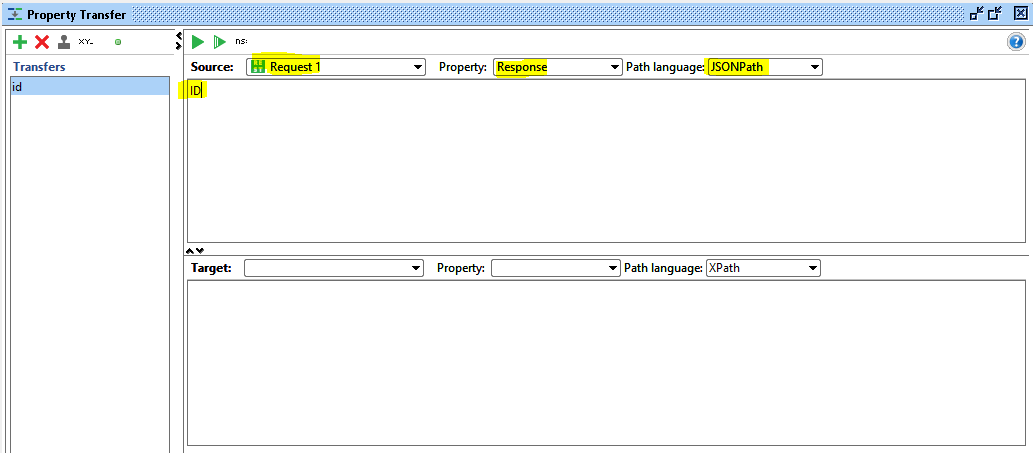 Property Transfer
XY-
ns:
Transfers
id
Source: Request 1 Property: Response Path language: JSONPath
ID
Target: Property: Path language: XPath